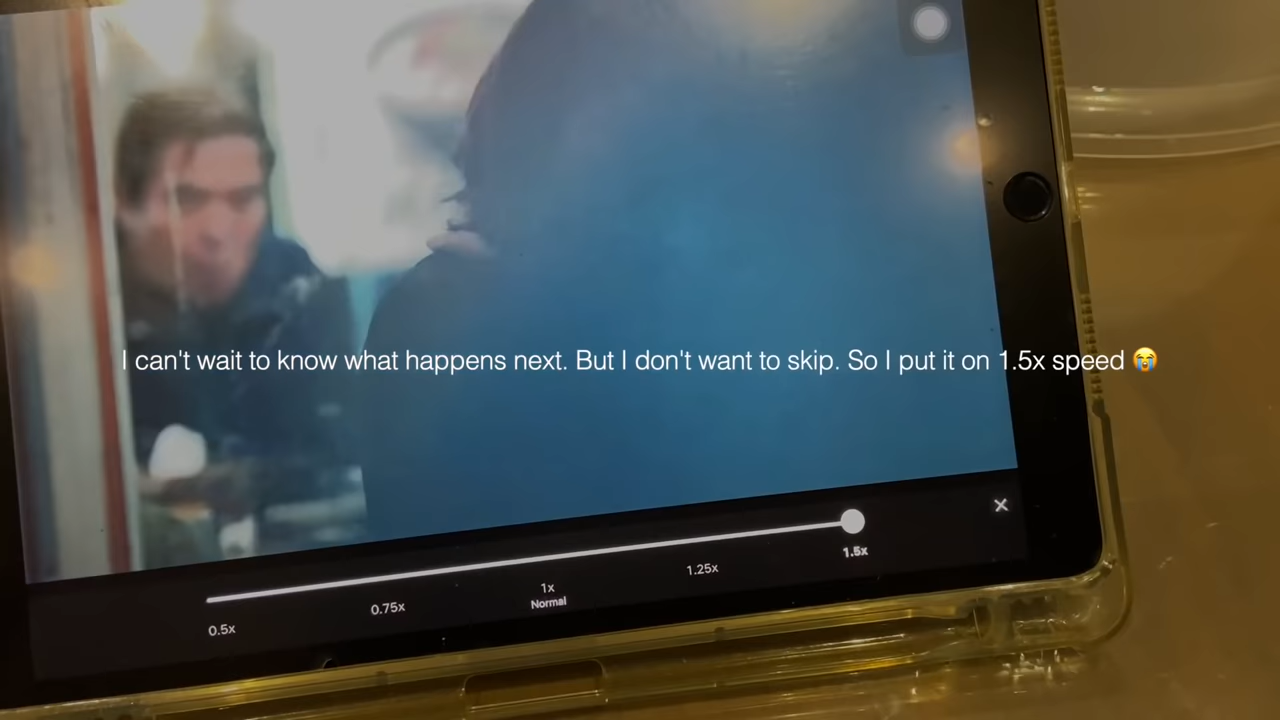 I can't wait to know what happens next. But I don't want to skip. So I put it on 1.5x speed 😭
0.5x
0.75x
1x
Normal
1.25x
1.5x